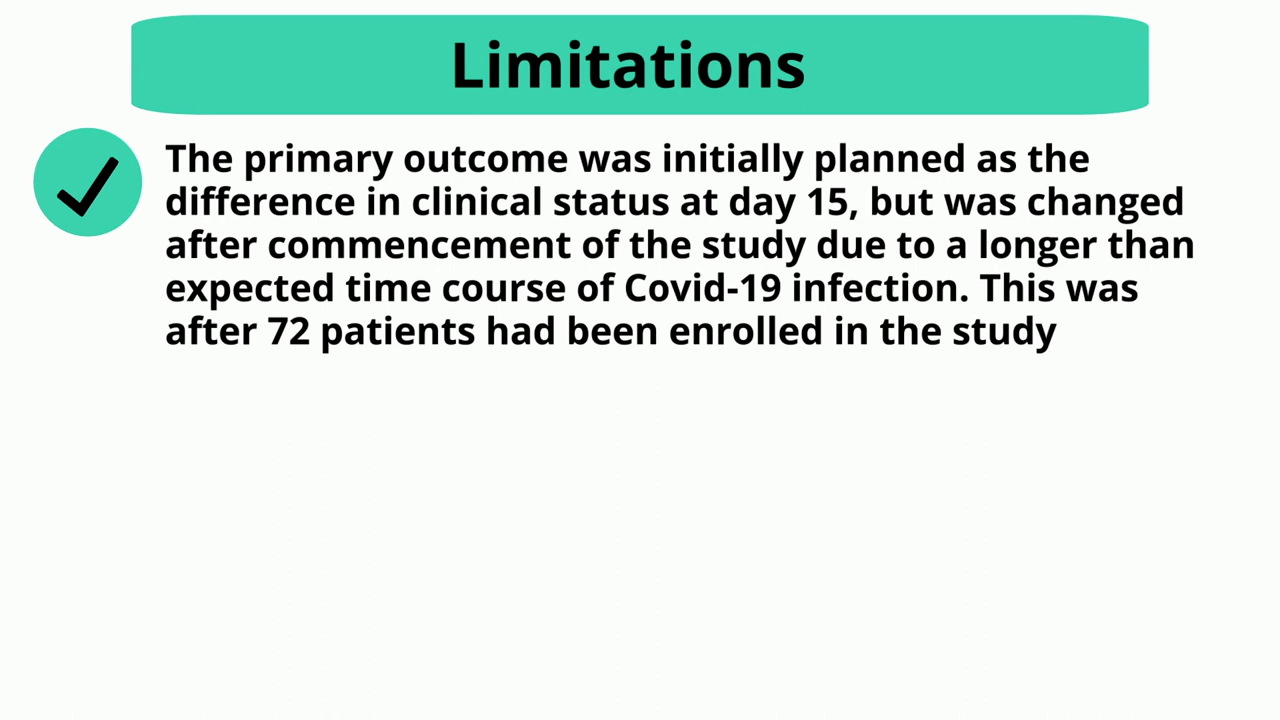 Limitations
The primary outcome was initially planned as the
difference in clinical status at day 15, but was changed
after commencement of the study due to a longer than
expected time course of Covid-19 infection. This was
after 72 patients had been enrolled in the study